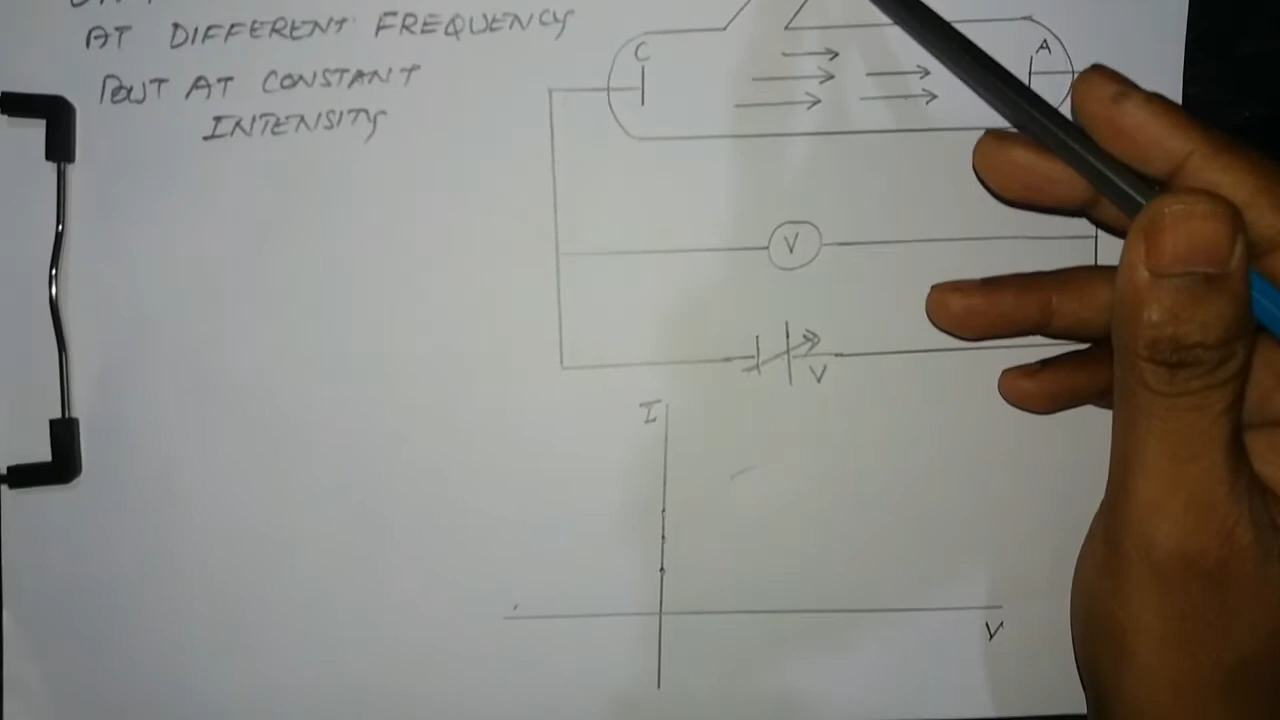 AT DIFFERENT FREQUENCY
BUT AT CONSTANT
INTENSITY
C
A
V
V
I
V